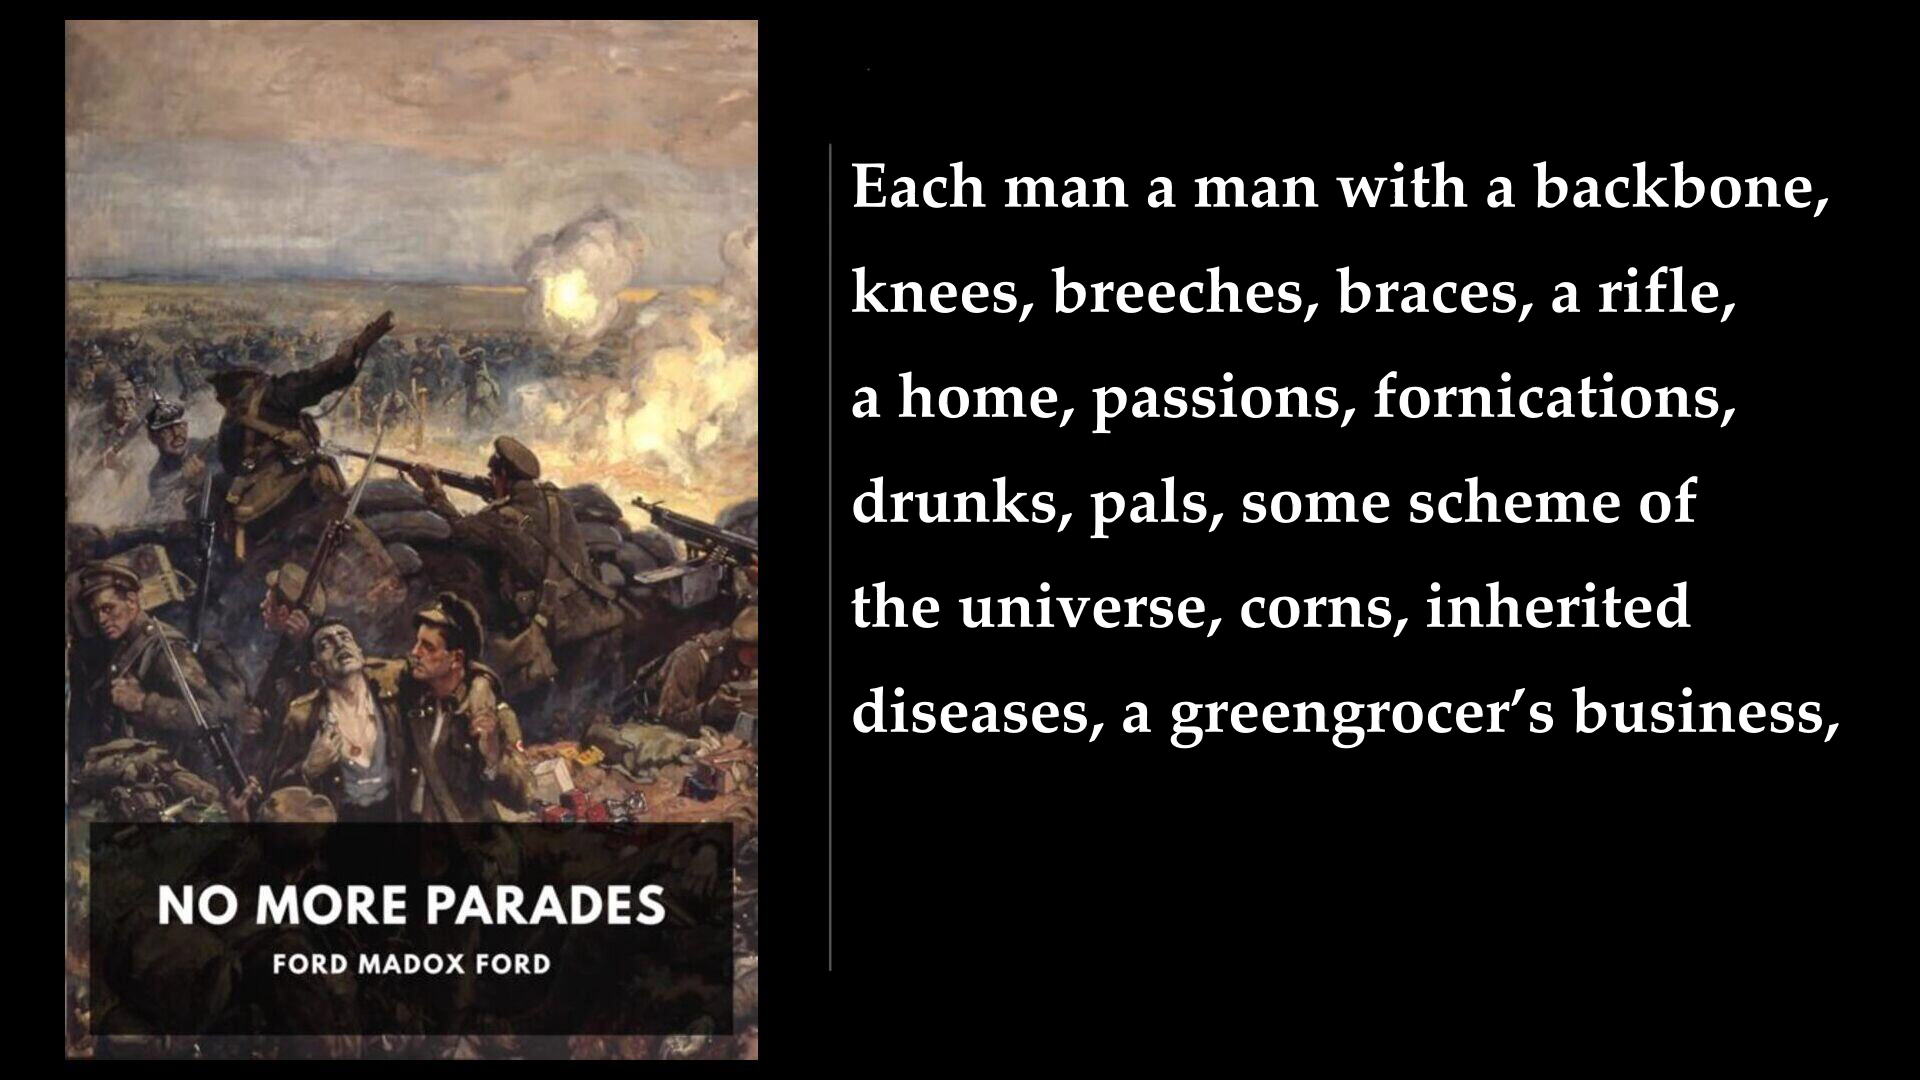 Each man a man with a backbone,
knees, breeches, braces, a rifle,
a home, passions, fornications,
drunks, pals, some scheme of
the universe, corns, inherited
diseases, a greengrocer’s business,
NO MORE PARADES
FORD MADOX FORD